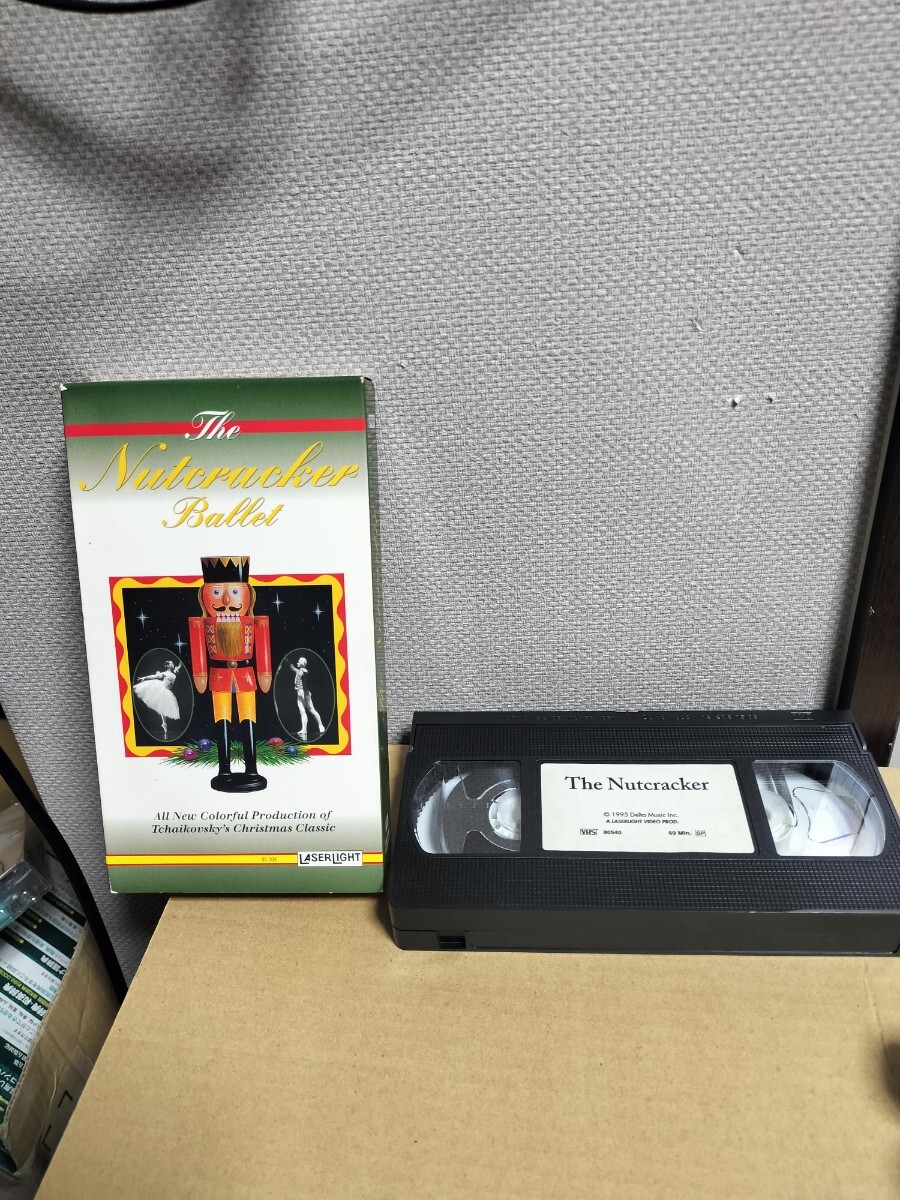 The
Nutcracker
Ballet
All New Colorful Production of
Tchaikovsky's Christmas Classic
LASERLIGHT
The Nutcracker
© 1995 Delta Music Inc.
A LASERLIGHT VIDEO PROD.
VHS 80540 69 Min. SP